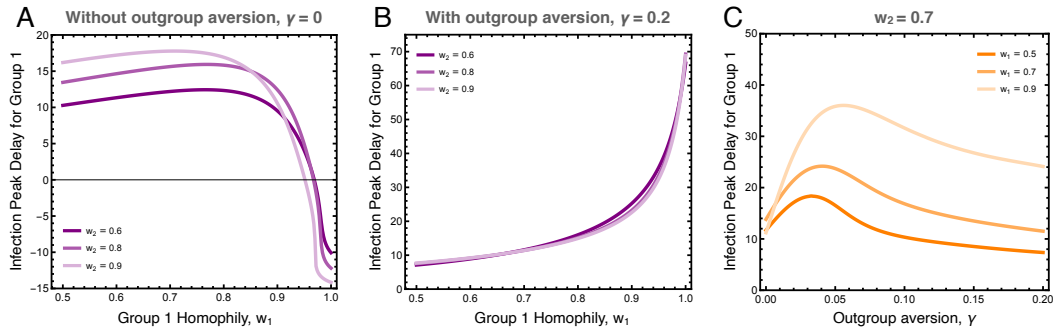 A
Without outgroup aversion, γ = 0
Infection Peak Delay for Group 1
20
15
10
5
0
−5
−10
−15
w₂ = 0.6
w₂ = 0.8
w₂ = 0.9
0.5 0.6 0.7 0.8 0.9 1.0
Group 1 Homophily, w₁
B
With outgroup aversion, γ = 0.2
Infection Peak Delay for Group 1
70
60
50
40
30
20
10
0
w₂ = 0.6
w₂ = 0.8
w₂ = 0.9
0.5 0.6 0.7 0.8 0.9 1.0
Group 1 Homophily, w₁
C
w₂ = 0.7
Infection Peak Delay for Group 1
50
40
30
20
10
0
w₁ = 0.5
w₁ = 0.7
w₁ = 0.9
0.00 0.05 0.10 0.15 0.20
Outgroup aversion, γ